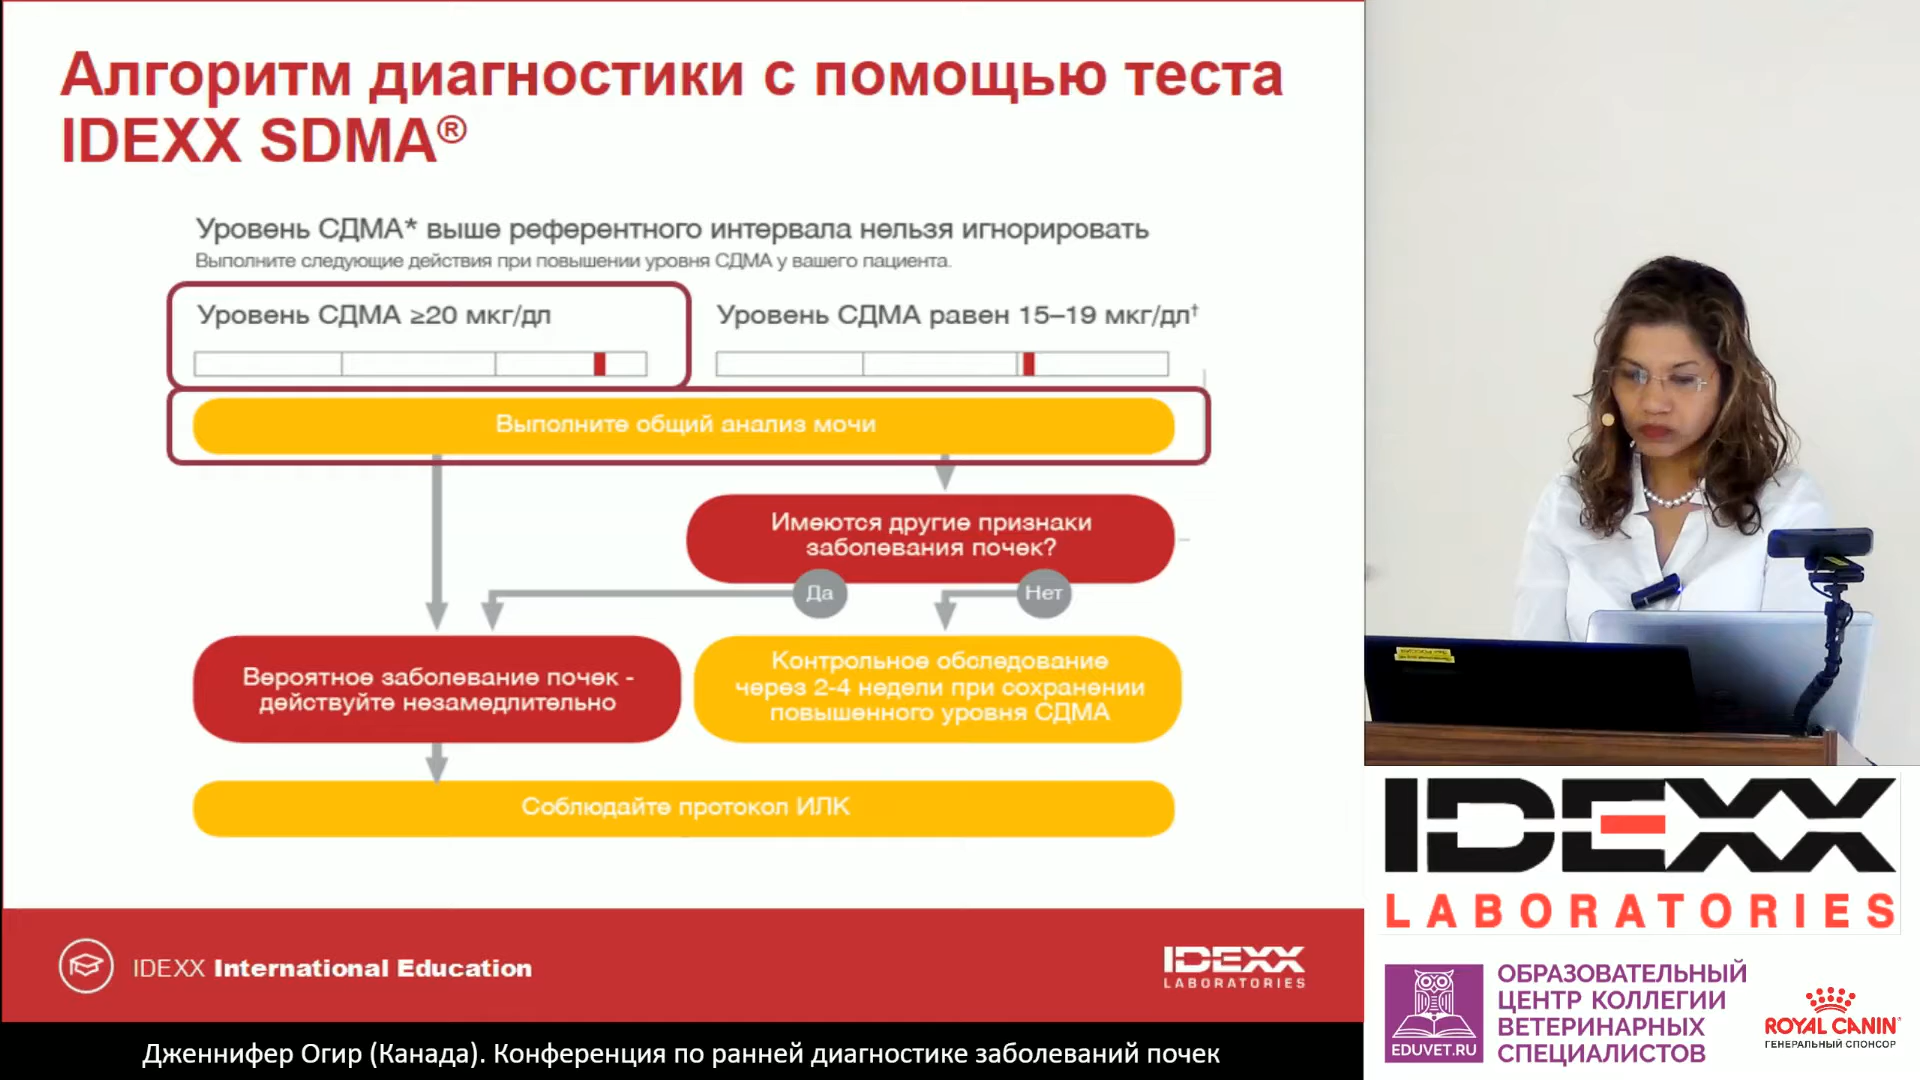 Алгоритм диагностики с помощью теста
IDEXX SDMA®
Уровень СДМА* выше референтного интервала нельзя игнорировать
Выполните следующие действия при повышении уровня СДМА у вашего пациента.
Уровень СДМА ≥20 мкг/дл
Уровень СДМА равен 15–19 мкг/дл†
Выполните общий анализ мочи
Имеются другие признаки
заболевания почек?
Да
Нет
Вероятное заболевание почек -
действуйте незамедлительно
Контрольное обследование
через 2-4 недели при сохранении
повышенного уровня СДМА
Соблюдайте протокол ИЛК
IDEXX International Education
IDEXX
LABORATORIES
Дженнифер Огир (Канада). Конференция по ранней диагностике заболеваний почек
IDEXX
LABORATORIES
EDUVET.RU
ОБРАЗОВАТЕЛЬНЫЙ
ЦЕНТР КОЛЛЕГИИ
ВЕТЕРИНАРНЫХ
СПЕЦИАЛИСТОВ
ROYAL CANIN
ГЕНЕРАЛЬНЫЙ СПОНСОР